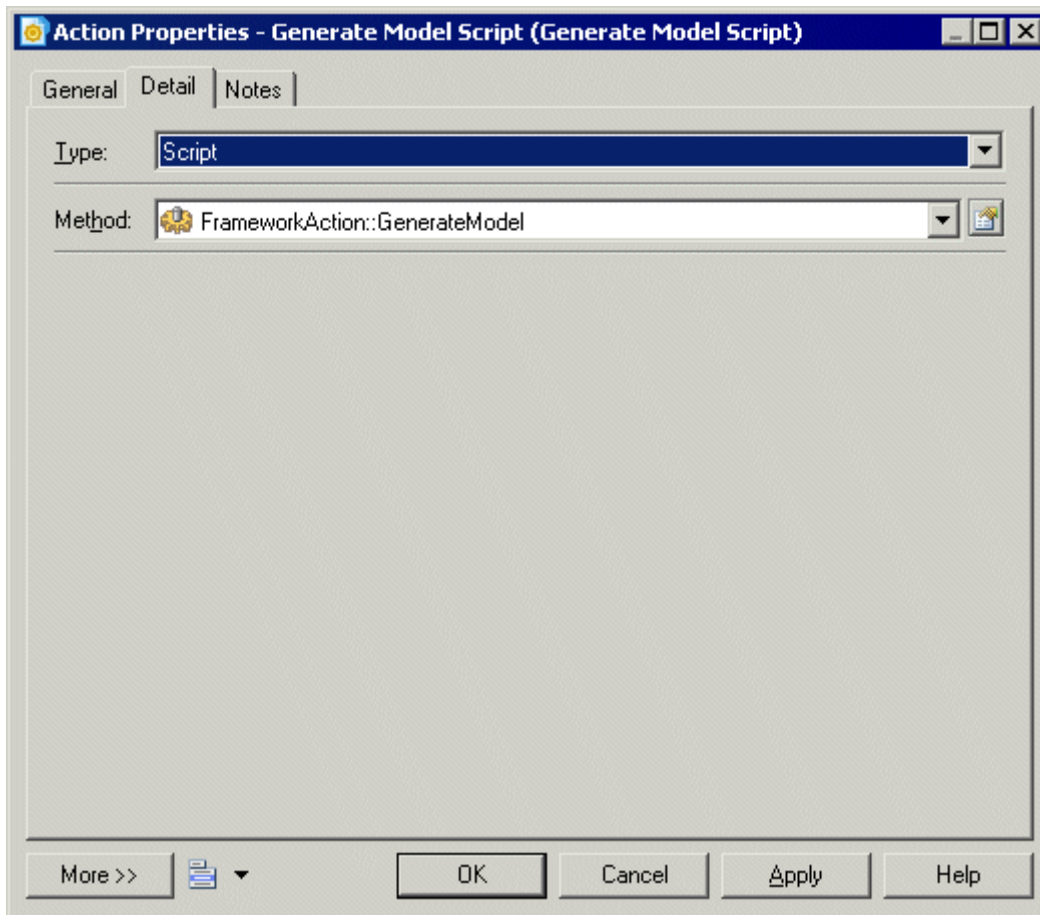 Action Properties - Generate Model Script (Generate Model Script)
General Detail Notes
Type: Script
Method: FrameworkAction::GenerateModel
More >> OK Cancel Apply Help